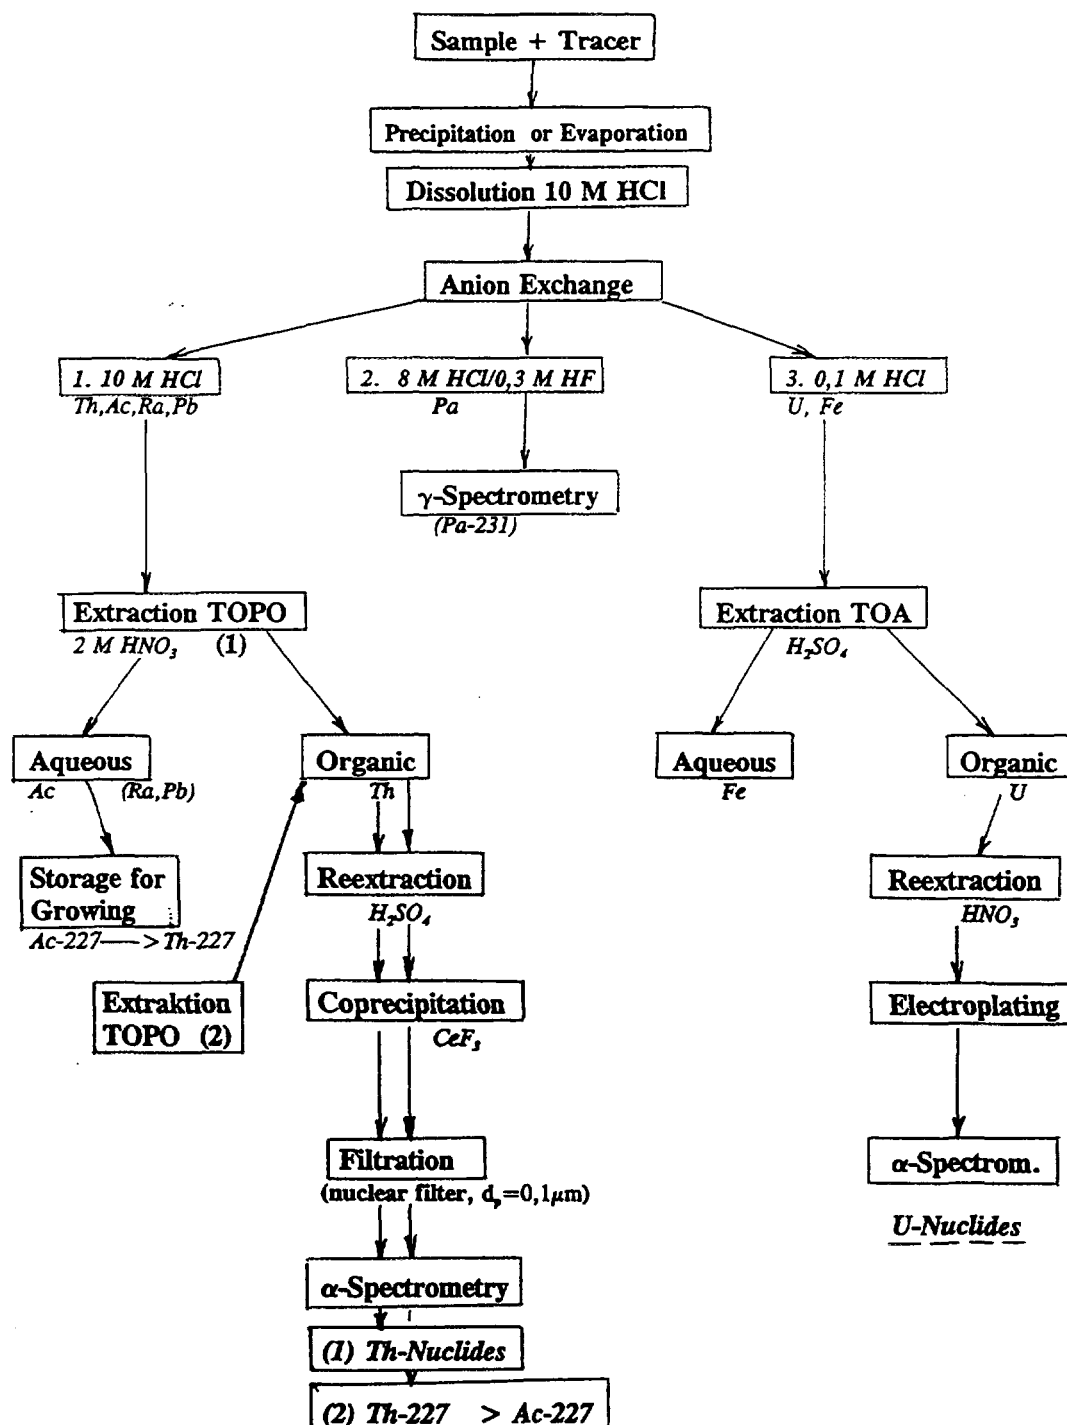 Sample + Tracer
Precipitation or Evaporation
Dissolution 10 M HCl
Anion Exchange
1. 10 M HCl
Th,Ac,Ra,Pb
2. 8 M HCl/0,3 M HF
Pa
3. 0,1 M HCl
U, Fe
γ-Spectrometry
(Pa-231)
Extraction TOPO
2 M HNO₃ (1)
Extraction TOA
H₂SO₄
Aqueous
Ac (Ra,Pb)
Organic
Th
Aqueous
Fe
Organic
U
Storage for
Growing
Ac-227—–>Th-227
Reextraction
H₂SO₄
Reextraction
HNO₃
Extraktion
TOPO (2)
Coprecipitation
CeF₃
Electroplating
Filtration
(nuclear filter, dₚ=0,1µm)
α-Spectrom.
U-Nuclides
α-Spectrometry
(1) Th-Nuclides
(2) Th-227 > Ac-227